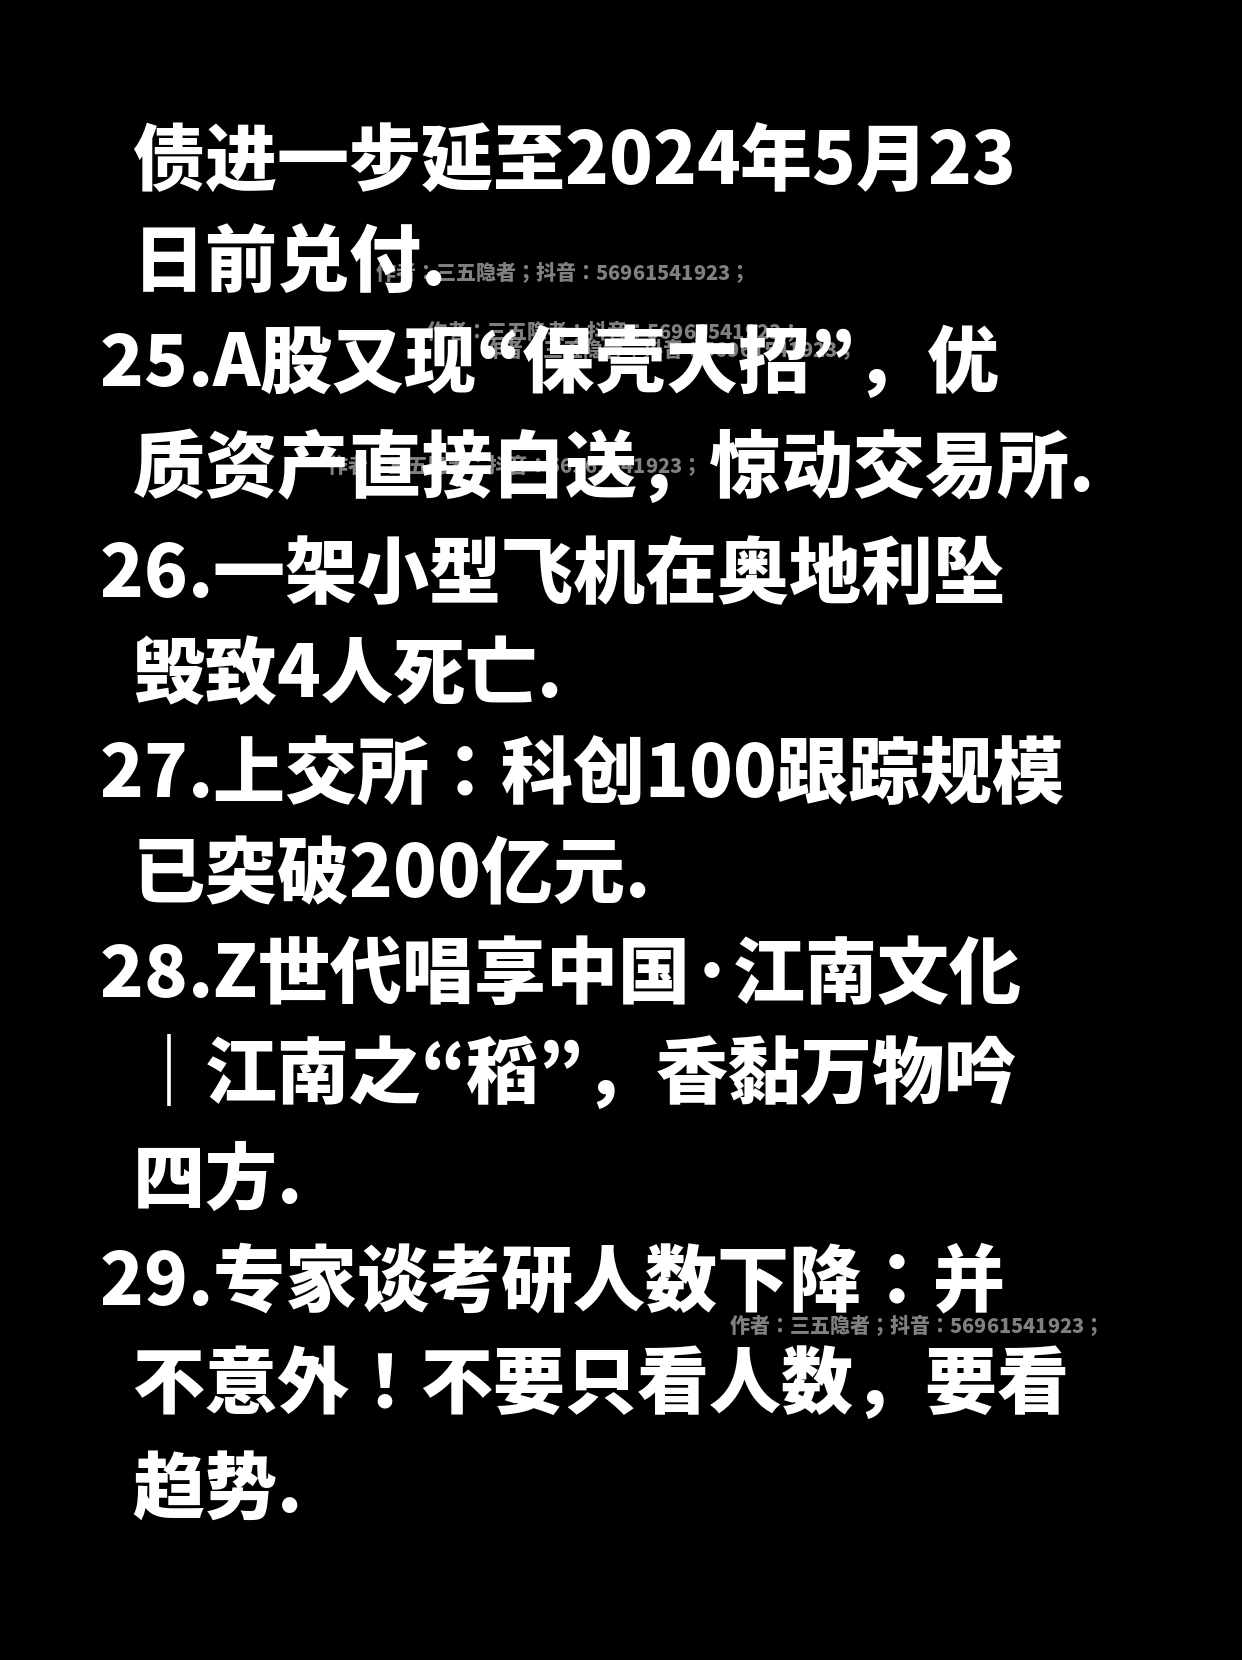 债进一步延至2024年5月23
日前兑付.
作者：三五隐者；抖音：56961541923；
25.A股又现“保壳大招”，优
质资产直接白送，惊动交易所.
26.一架小型飞机在奥地利坠
毁致4人死亡.
27.上交所：科创100跟踪规模
已突破200亿元.
28.Z世代唱享中国·江南文化
｜江南之“稻”，香黏万物吟
四方.
29.专家谈考研人数下降：并
作者：三五隐者；抖音：56961541923；
不意外！不要只看人数，要看
趋势.